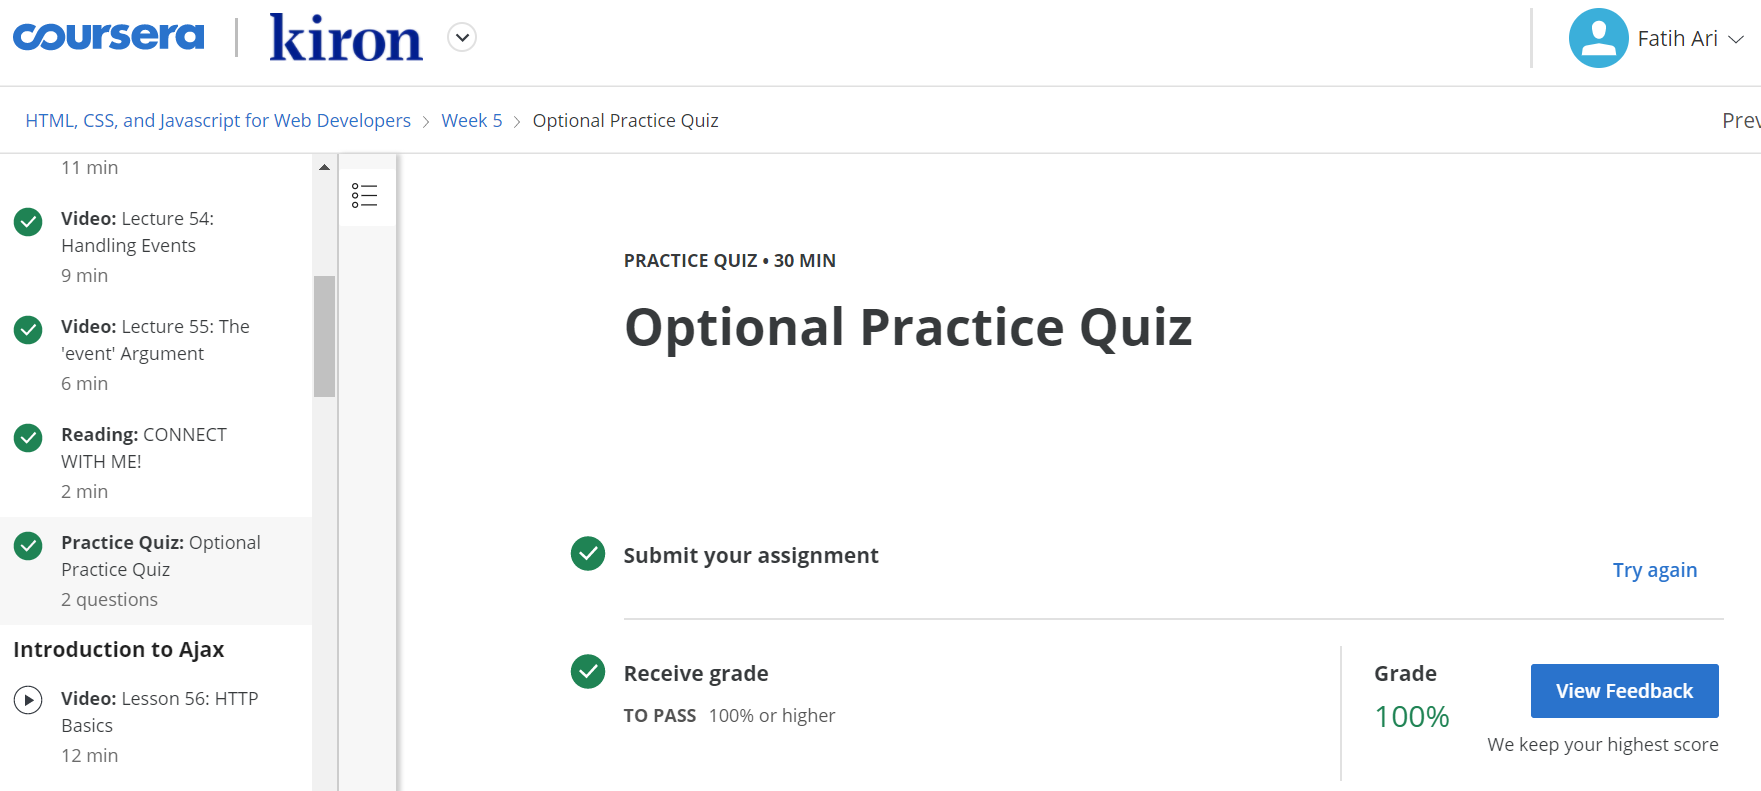 coursera
kiron
Fatih Ari
HTML, CSS, and Javascript for Web Developers > Week 5 > Optional Practice Quiz
Prev
11 min
Video: Lecture 54:
Handling Events
9 min
Video: Lecture 55: The
'event' Argument
6 min
Reading: CONNECT
WITH ME!
2 min
Practice Quiz: Optional
Practice Quiz
2 questions
Introduction to Ajax
Video: Lesson 56: HTTP
Basics
12 min
PRACTICE QUIZ • 30 MIN
Optional Practice Quiz
Submit your assignment
Try again
Receive grade
TO PASS 100% or higher
Grade
100%
View Feedback
We keep your highest score